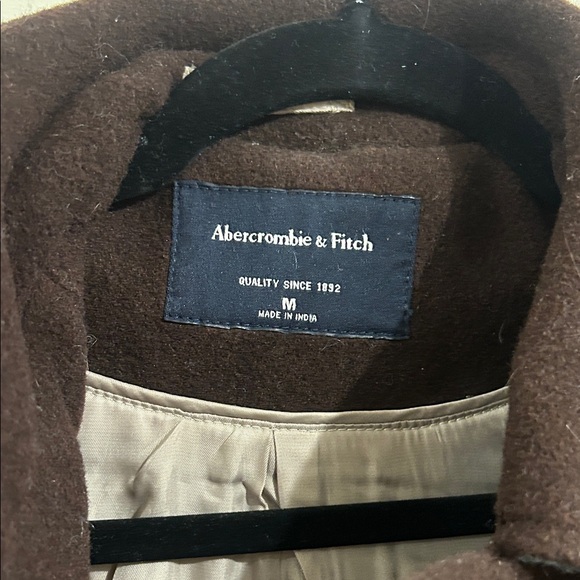 Abercrombie & Fitch
QUALITY SINCE 1892
M
MADE IN INDIA